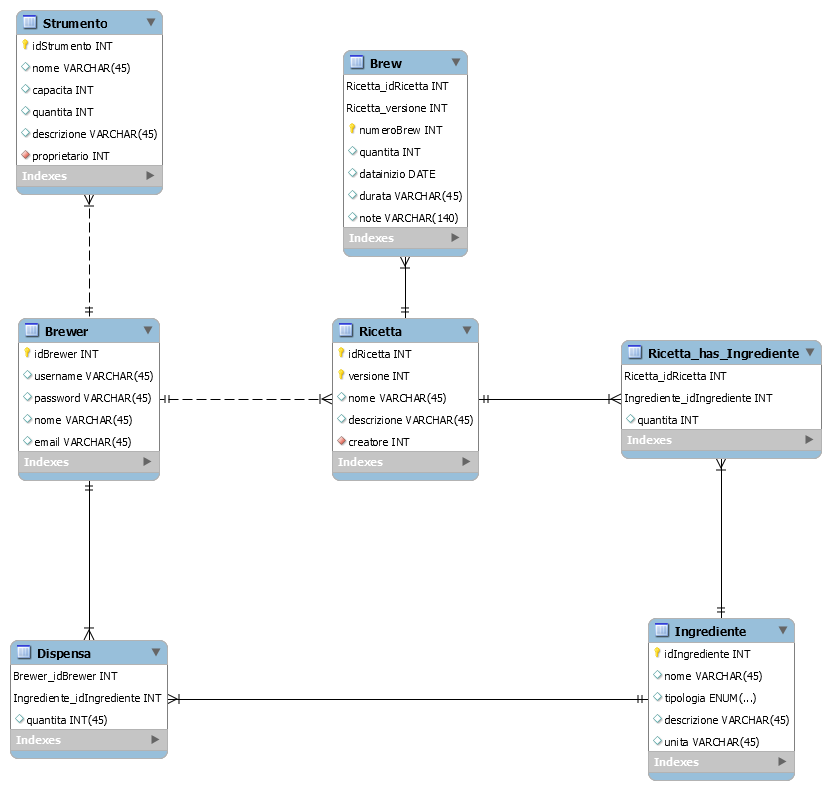 Strumento
idStrumento INT
nome VARCHAR(45)
capacita INT
quantita INT
descrizione VARCHAR(45)
proprietario INT
Indexes
Brew
Ricetta_idRicetta INT
Ricetta_versione INT
numeroBrew INT
quantita INT
datainizio DATE
durata VARCHAR(45)
note VARCHAR(140)
Indexes
Brewer
idBrewer INT
username VARCHAR(45)
password VARCHAR(45)
nome VARCHAR(45)
email VARCHAR(45)
Indexes
Ricetta
idRicetta INT
versione INT
nome VARCHAR(45)
descrizione VARCHAR(45)
creatore INT
Indexes
Ricetta_has_Ingrediente
Ricetta_idRicetta INT
Ingrediente_idIngrediente INT
quantita INT
Indexes
Dispensa
Brewer_idBrewer INT
Ingrediente_idIngrediente INT
quantita INT(45)
Indexes
Ingrediente
idIngrediente INT
nome VARCHAR(45)
tipologia ENUM(...)
descrizione VARCHAR(45)
unita VARCHAR(45)
Indexes